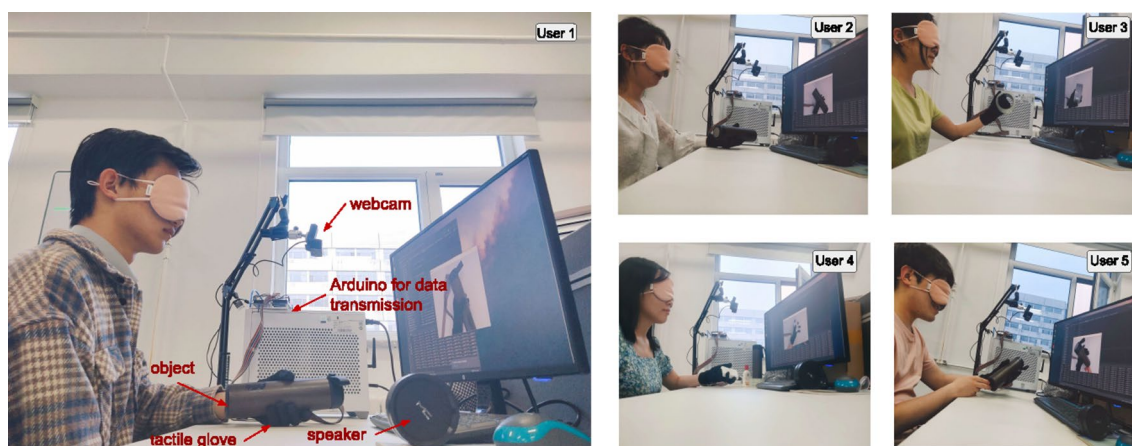 User 1
User 2
User 3
webcam
Arduino for data
transmission
object
tactile glove
speaker
User 4
User 5